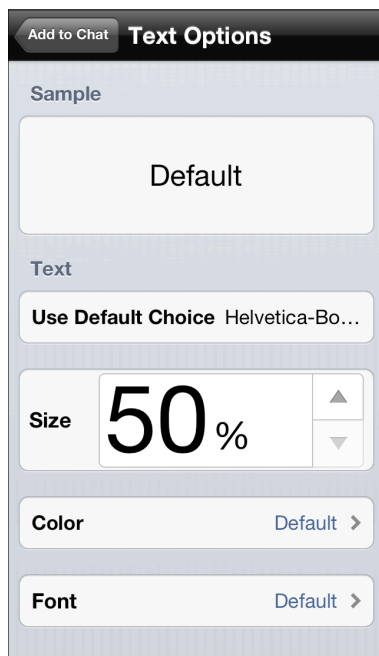 Add to Chat Text Options
Sample
Default
Text
Use Default Choice Helvetica-Bo...
Size 50 %
Color Default
Font Default